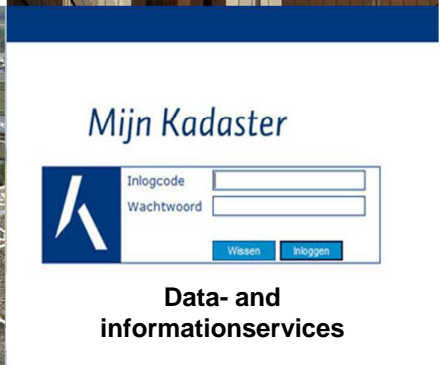 Mijn Kadaster
Inlogcode
Wachtwoord
Wissen Inloggen
Data- and
informationservices